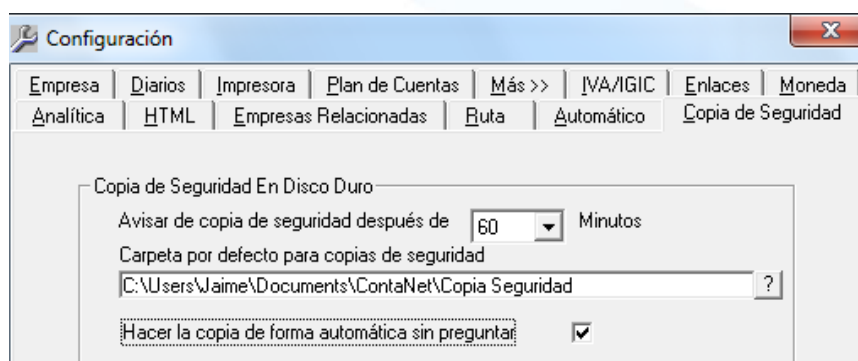 Configuración
Empresa Diarios Impresora Plan de Cuentas Más >> IVA/IGIC Enlaces Moneda
Analítica HTML Empresas Relacionadas Ruta Automático Copia de Seguridad
Copia de Seguridad En Disco Duro
Avisar de copia de seguridad después de 60 Minutos
Carpeta por defecto para copias de seguridad
C:\Users\Jaime\Documents\ContaNet\Copia Seguridad ?
Hacer la copia de forma automática sin preguntar